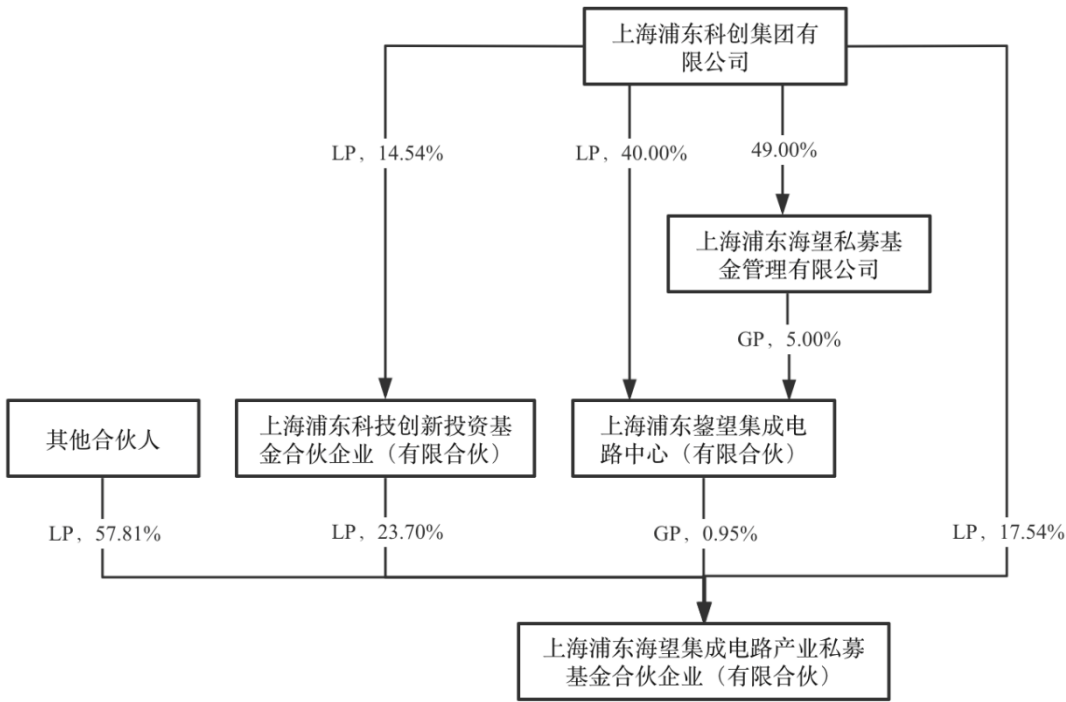 上海浦东科创集团有
限公司
LP，14.54%
LP，40.00%
49.00%
上海浦东海望私募基
金管理有限公司
GP，5.00%
其他合伙人
上海浦东科技创新投资基
金合伙企业（有限合伙）
上海浦东鋆望集成电
路中心（有限合伙）
LP，57.81%
LP，23.70%
GP，0.95%
LP，17.54%
上海浦东海望集成电路产业私募
基金合伙企业（有限合伙）